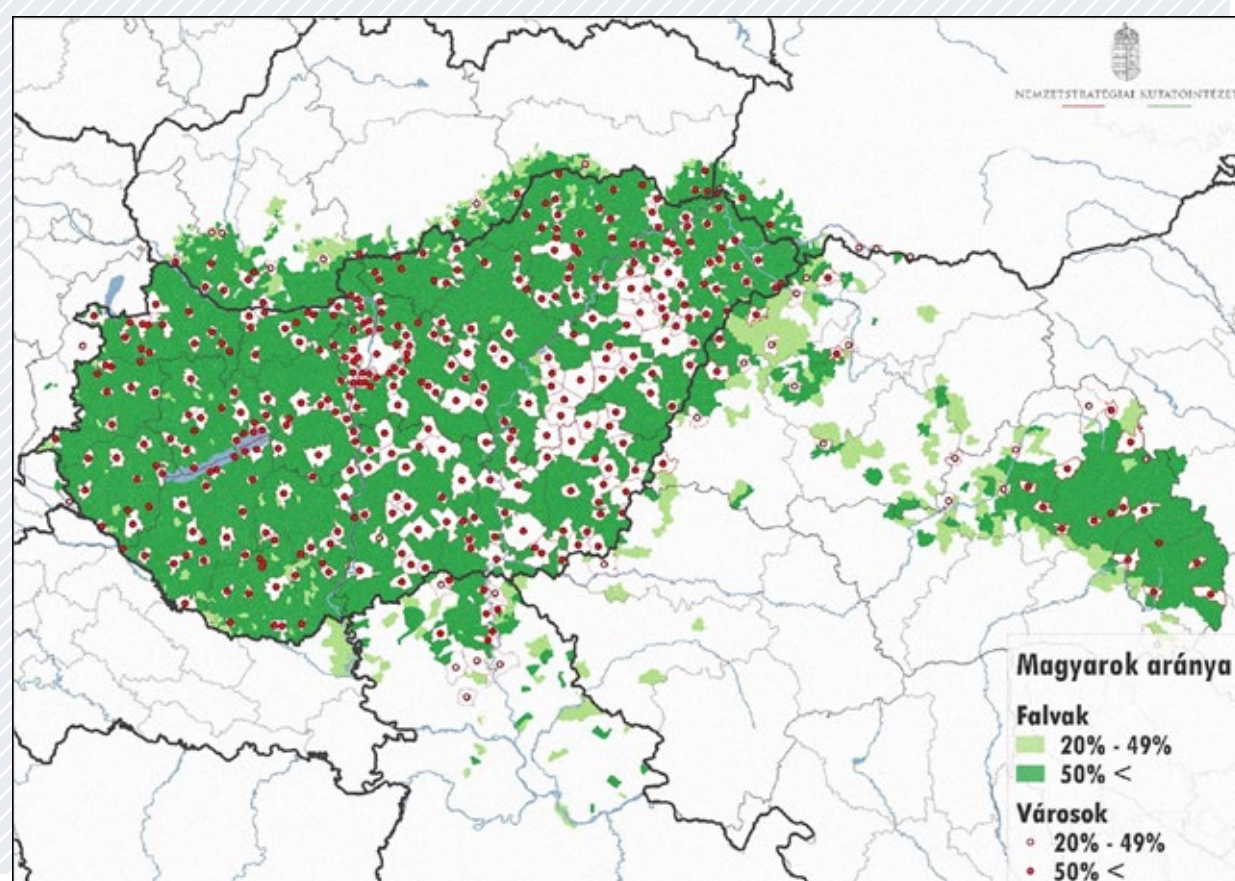 NEMZETSTRATÉGIAI KUTATÓINTÉZET
Magyarok aránya
Falvak
20% - 49%
50% <
Városok
20% - 49%
50% <